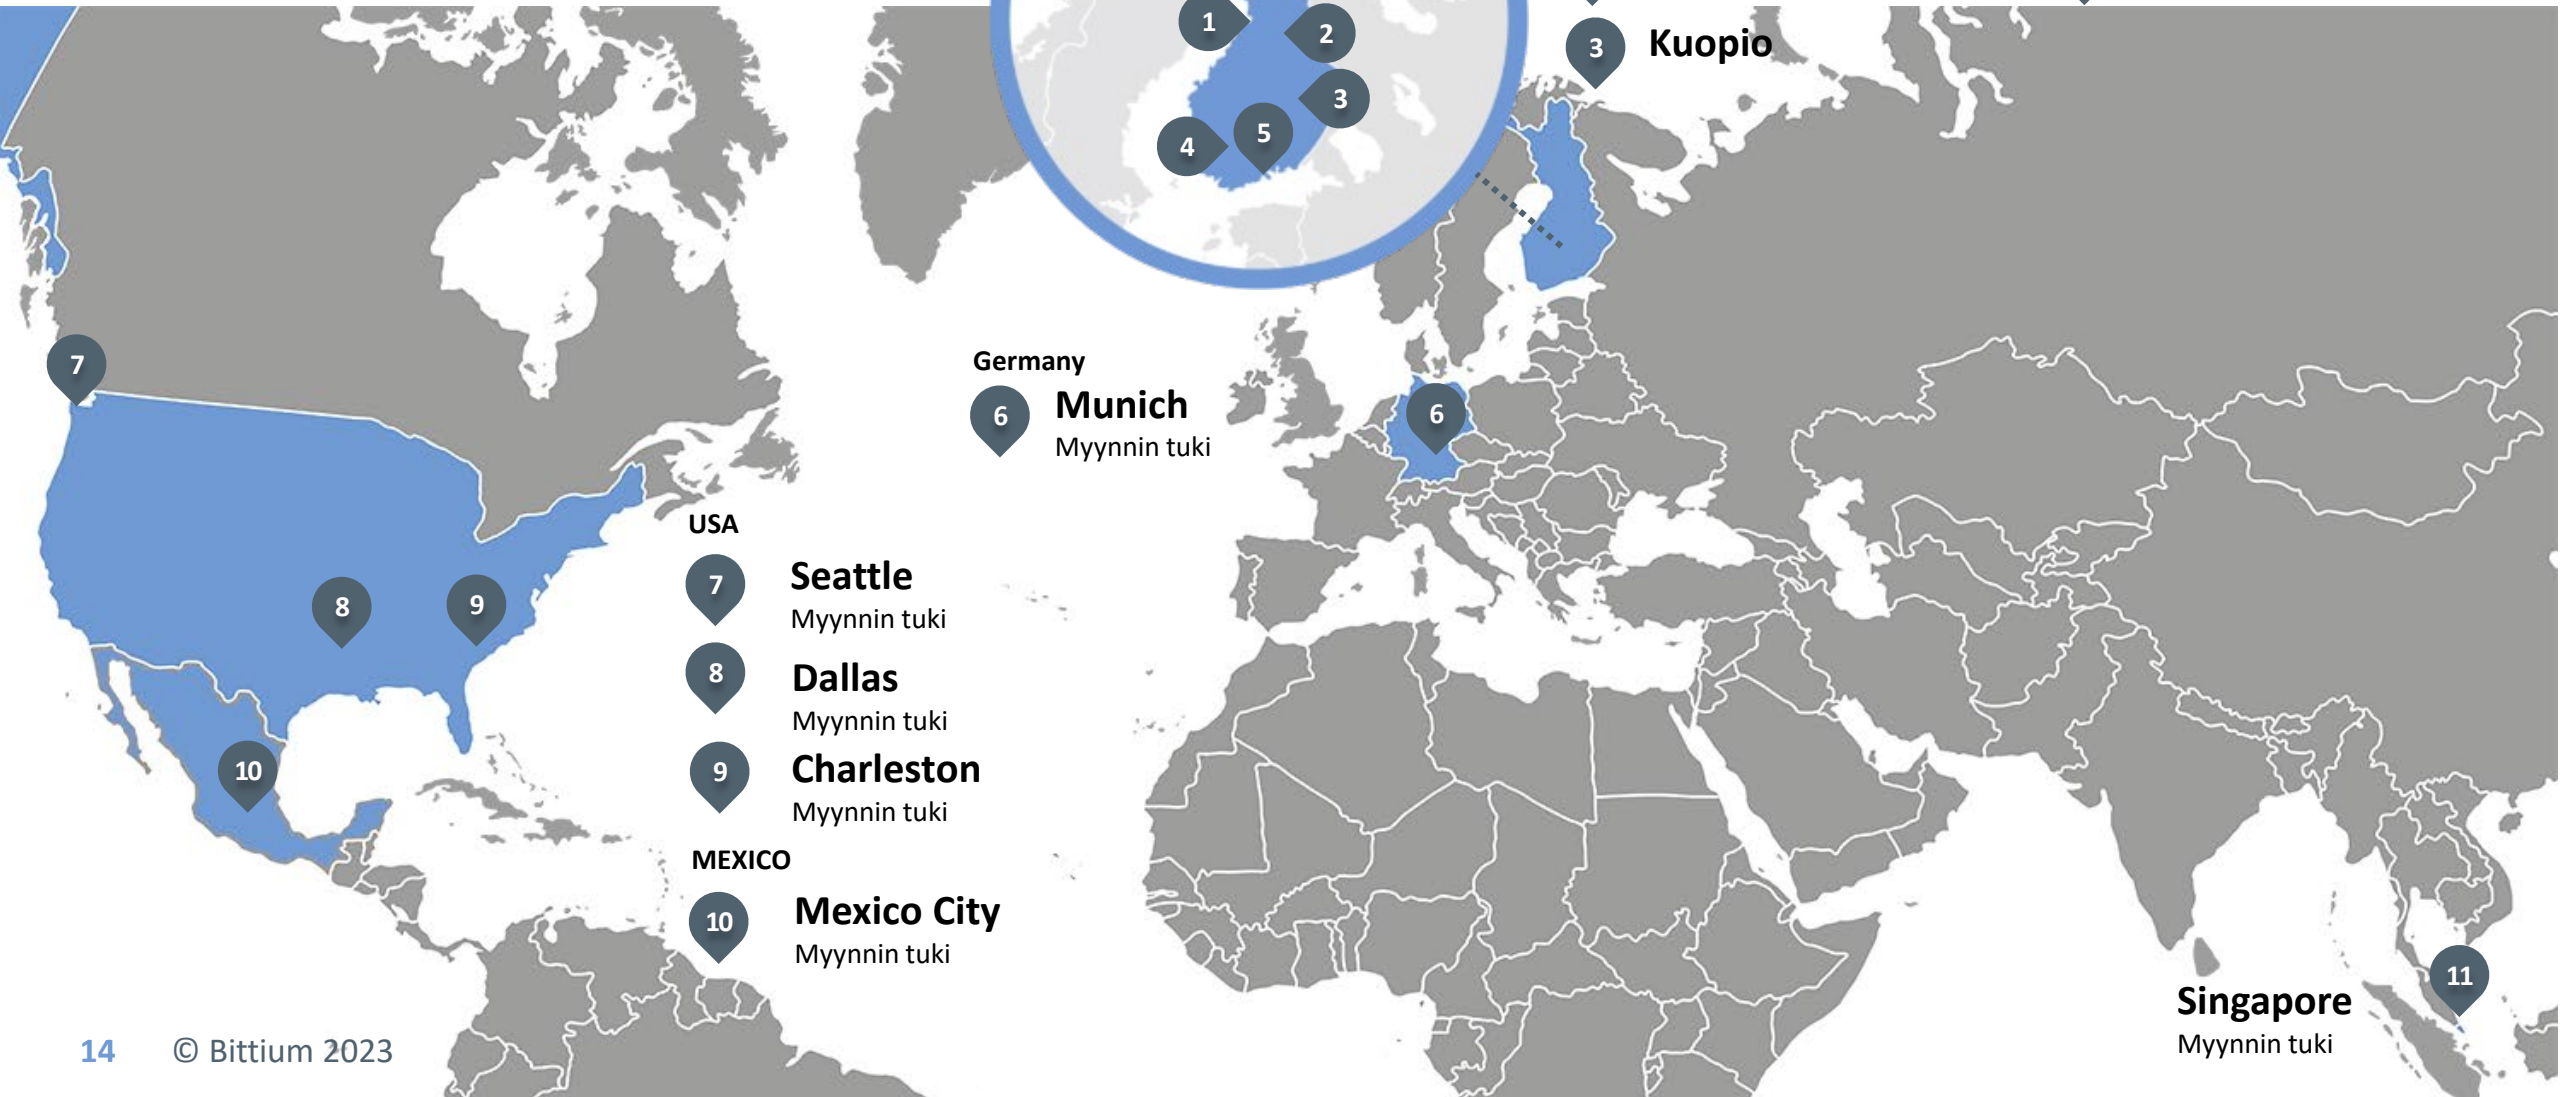 1
2
3 Kuopio
3
4
5
7
Germany
6 Munich
Myynnin tuki
6
USA
7 Seattle
Myynnin tuki
8
9
8 Dallas
Myynnin tuki
9 Charleston
Myynnin tuki
10
MEXICO
10 Mexico City
Myynnin tuki
11
Singapore
Myynnin tuki
14 © Bittium 2023